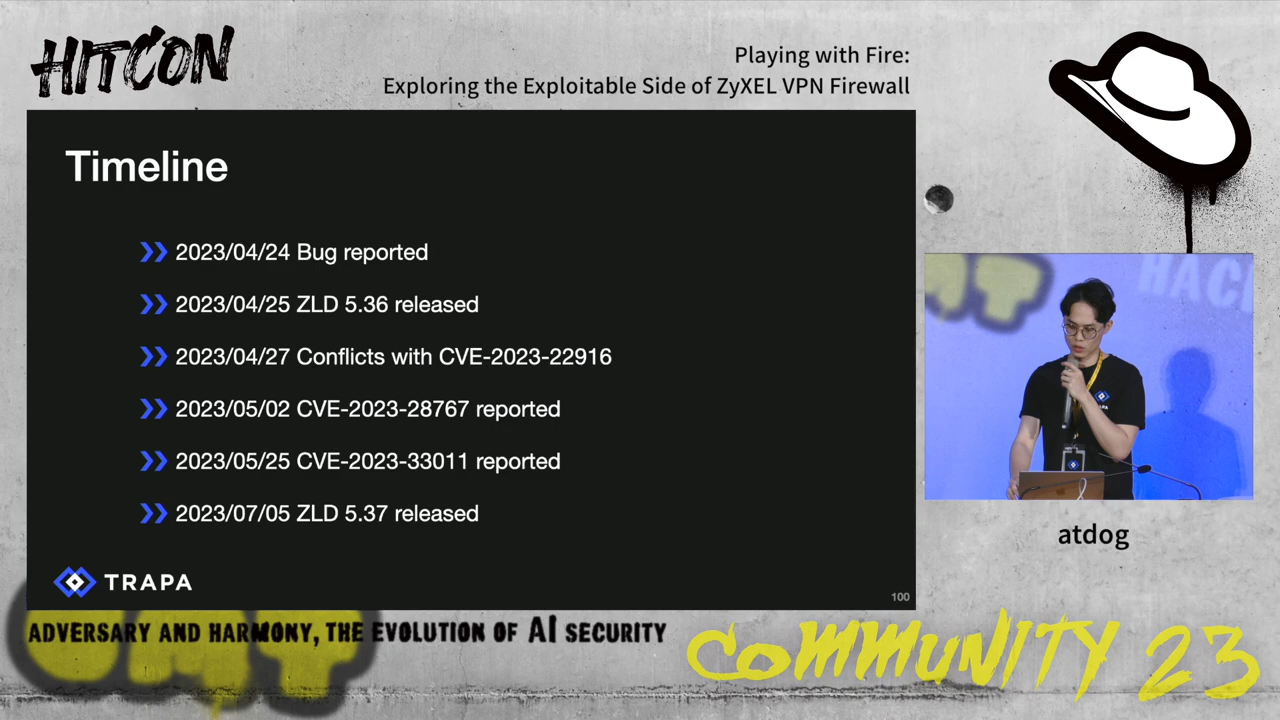 HITCON
Playing with Fire:
Exploring the Exploitable Side of ZyXEL VPN Firewall
Timeline
2023/04/24 Bug reported
2023/04/25 ZLD 5.36 released
2023/04/27 Conflicts with CVE-2023-22916
2023/05/02 CVE-2023-28767 reported
2023/05/25 CVE-2023-33011 reported
2023/07/05 ZLD 5.37 released
TRAPA
100
HAC
atdog
ADVERSARY AND HARMONY, THE EVOLUTION OF AI SECURITY
COMMUNITY 23